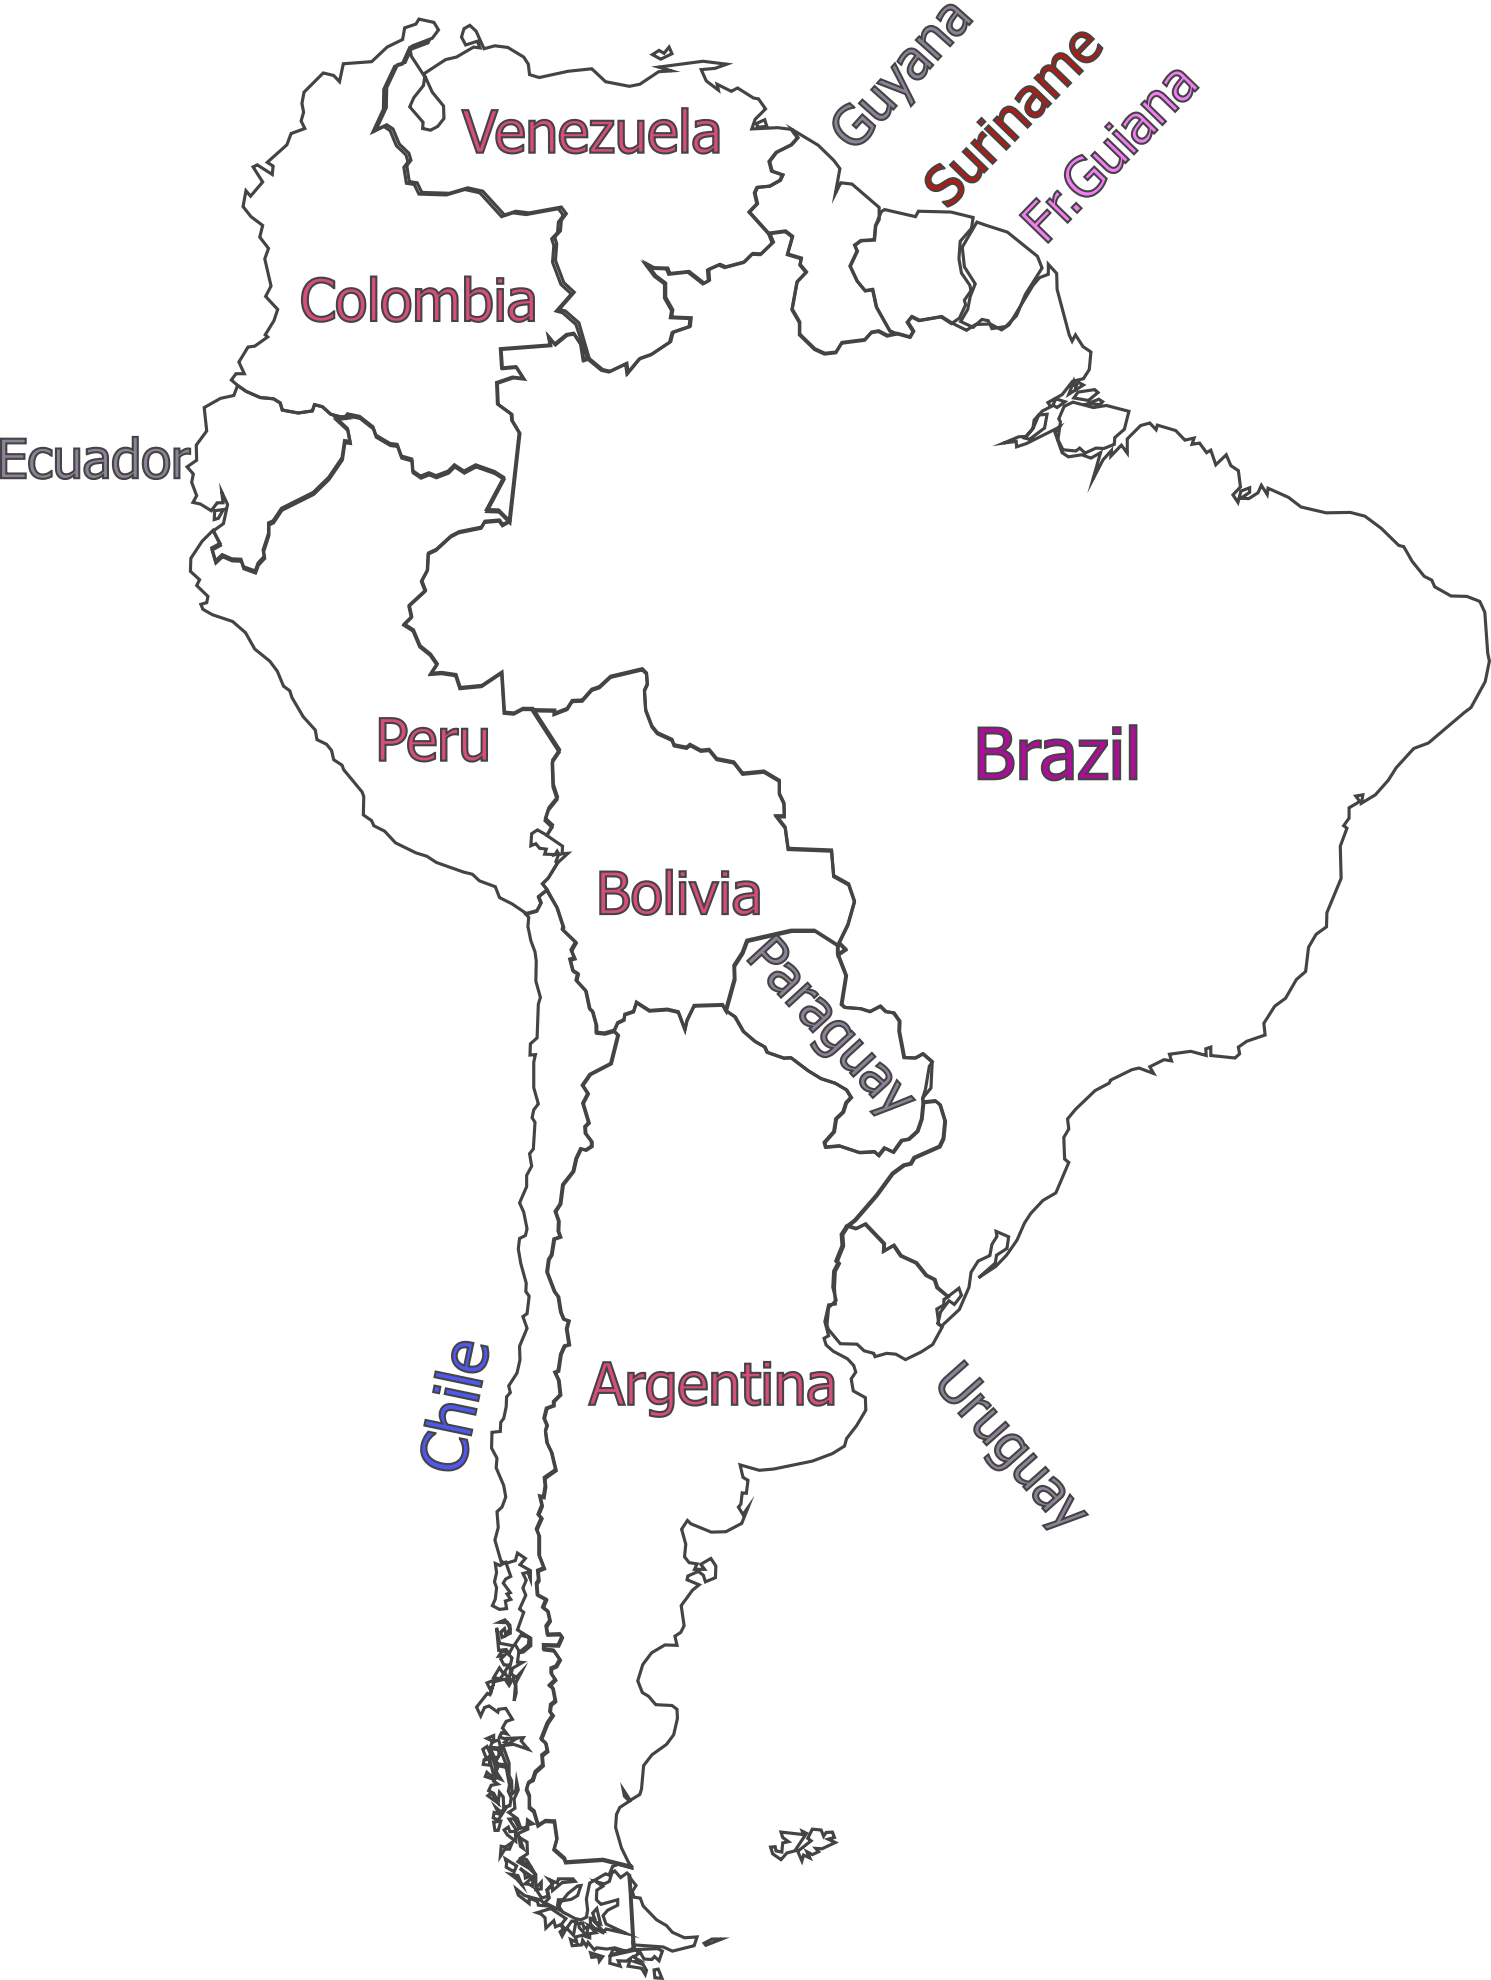 Guyana
Suriname
Fr.Guiana
Venezuela
Colombia
Ecuador
Peru
Brazil
Bolivia
Paraguay
Chile
Argentina
Uruguay